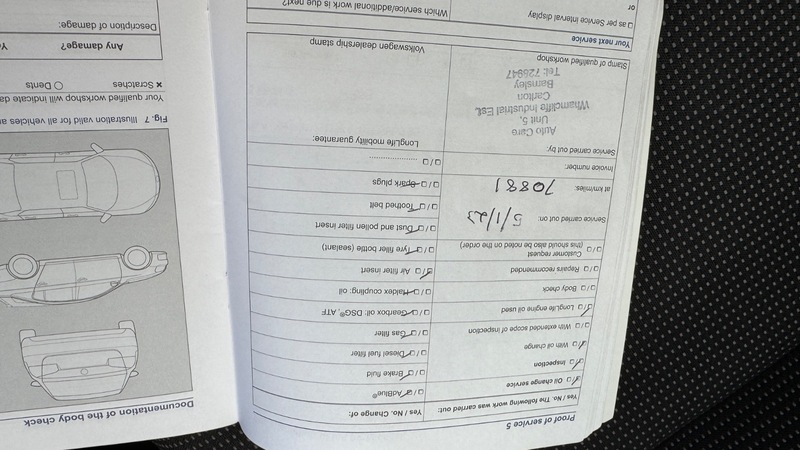 Proof of service 5
Yes / No. The following work was carried out:
Oil change service
Inspection
With oil change
With extended scope of inspection
LongLife engine oil used
Body check
Repairs recommended
Customer request
(this should also be noted on the order)
Service carried out on: 5/1/23
at km/miles: 70881
Invoice number:
Service carried out by:
Auto Care
Unit 5,
Wharncliffe Industrial Est.
Carlton
Barnsley
Tel: 728847
Stamp of qualified workshop
Yes / No. Change of:
AdBlue®
Brake fluid
Diesel fuel filter
Gas filter
Gearbox oil: DSG®, ATF
Haldex coupling: oil
Air filter insert
Tyre filler bottle (sealant)
Dust and pollen filter insert
Toothed belt
Spark plugs
....................
LongLife mobility guarantee:
Volkswagen dealership stamp
Your next service
as per Service interval display
or
Which service/additional work is due next?
Documentation of the body check
Fig. 7 Illustration valid for all vehicles
Your qualified workshop will indicate
Scratches
Dents
Any damage?
Description of damage: